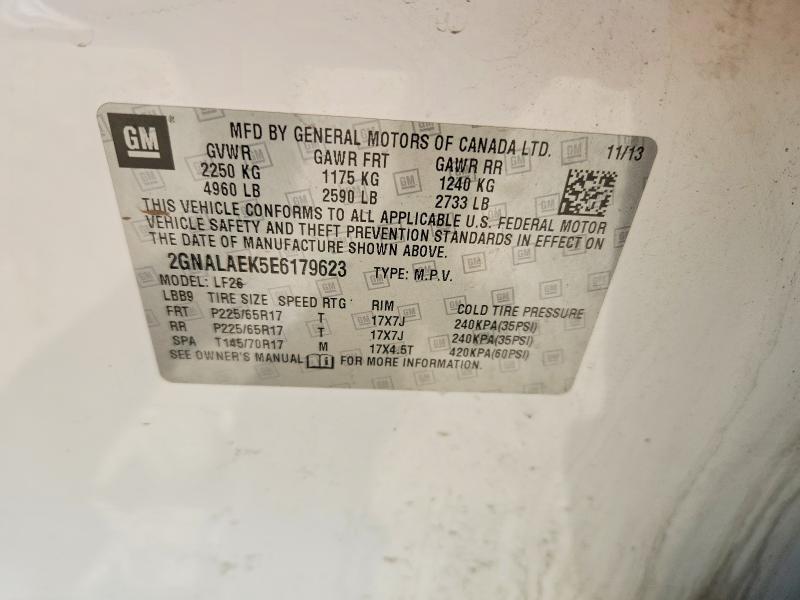 GM ®
MFD BY GENERAL MOTORS OF CANADA LTD. 11/13
GVWR GAWR FRT GAWR RR
2250 KG 1175 KG 1240 KG
4960 LB 2590 LB 2733 LB
THIS VEHICLE CONFORMS TO ALL APPLICABLE U.S. FEDERAL MOTOR
VEHICLE SAFETY AND THEFT PREVENTION STANDARDS IN EFFECT ON
THE DATE OF MANUFACTURE SHOWN ABOVE.
2GNALAEK5E6179623 TYPE: M.P.V.
MODEL: LF26
LBB9 TIRE SIZE SPEED RTG RIM COLD TIRE PRESSURE
FRT P225/65R17 T 17X7J 240KPA(35PSI)
RR P225/65R17 T 17X7J 240KPA(35PSI)
SPA T145/70R17 M 17X4.5T 420KPA(60PSI)
SEE OWNER'S MANUAL FOR MORE INFORMATION.